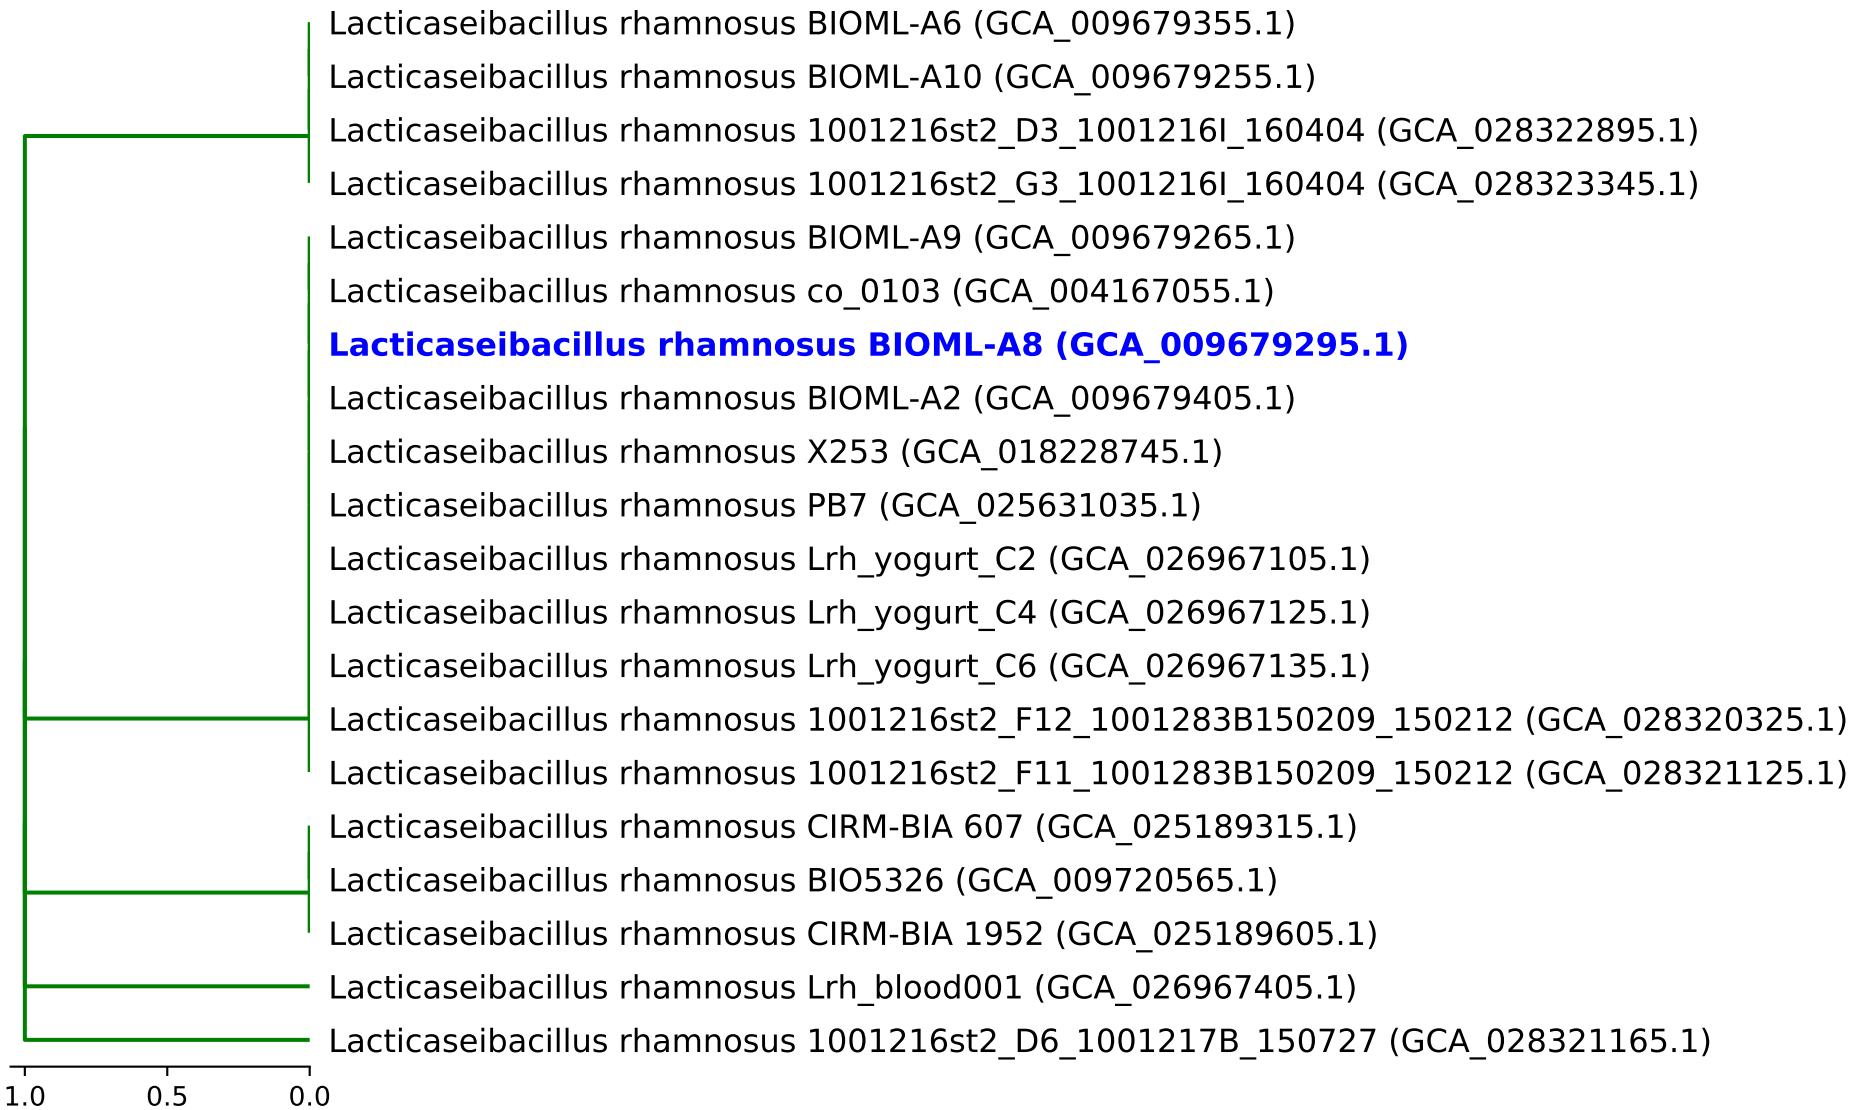 Lacticaseibacillus rhamnosus BIOML-A6 (GCA_009679355.1)
Lacticaseibacillus rhamnosus BIOML-A10 (GCA_009679255.1)
Lacticaseibacillus rhamnosus 1001216st2_D3_1001216I_160404 (GCA_028322895.1)
Lacticaseibacillus rhamnosus 1001216st2_G3_1001216I_160404 (GCA_028323345.1)
Lacticaseibacillus rhamnosus BIOML-A9 (GCA_009679265.1)
Lacticaseibacillus rhamnosus co_0103 (GCA_004167055.1)
Lacticaseibacillus rhamnosus BIOML-A8 (GCA_009679295.1)
Lacticaseibacillus rhamnosus BIOML-A2 (GCA_009679405.1)
Lacticaseibacillus rhamnosus X253 (GCA_018228745.1)
Lacticaseibacillus rhamnosus PB7 (GCA_025631035.1)
Lacticaseibacillus rhamnosus Lrh_yogurt_C2 (GCA_026967105.1)
Lacticaseibacillus rhamnosus Lrh_yogurt_C4 (GCA_026967125.1)
Lacticaseibacillus rhamnosus Lrh_yogurt_C6 (GCA_026967135.1)
Lacticaseibacillus rhamnosus 1001216st2_F12_1001283B150209_150212 (GCA_028320325.1)
Lacticaseibacillus rhamnosus 1001216st2_F11_1001283B150209_150212 (GCA_028321125.1)
Lacticaseibacillus rhamnosus CIRM-BIA 607 (GCA_025189315.1)
Lacticaseibacillus rhamnosus BIO5326 (GCA_009720565.1)
Lacticaseibacillus rhamnosus CIRM-BIA 1952 (GCA_025189605.1)
Lacticaseibacillus rhamnosus Lrh_blood001 (GCA_026967405.1)
Lacticaseibacillus rhamnosus 1001216st2_D6_1001217B_150727 (GCA_028321165.1)
1.0 0.5 0.0